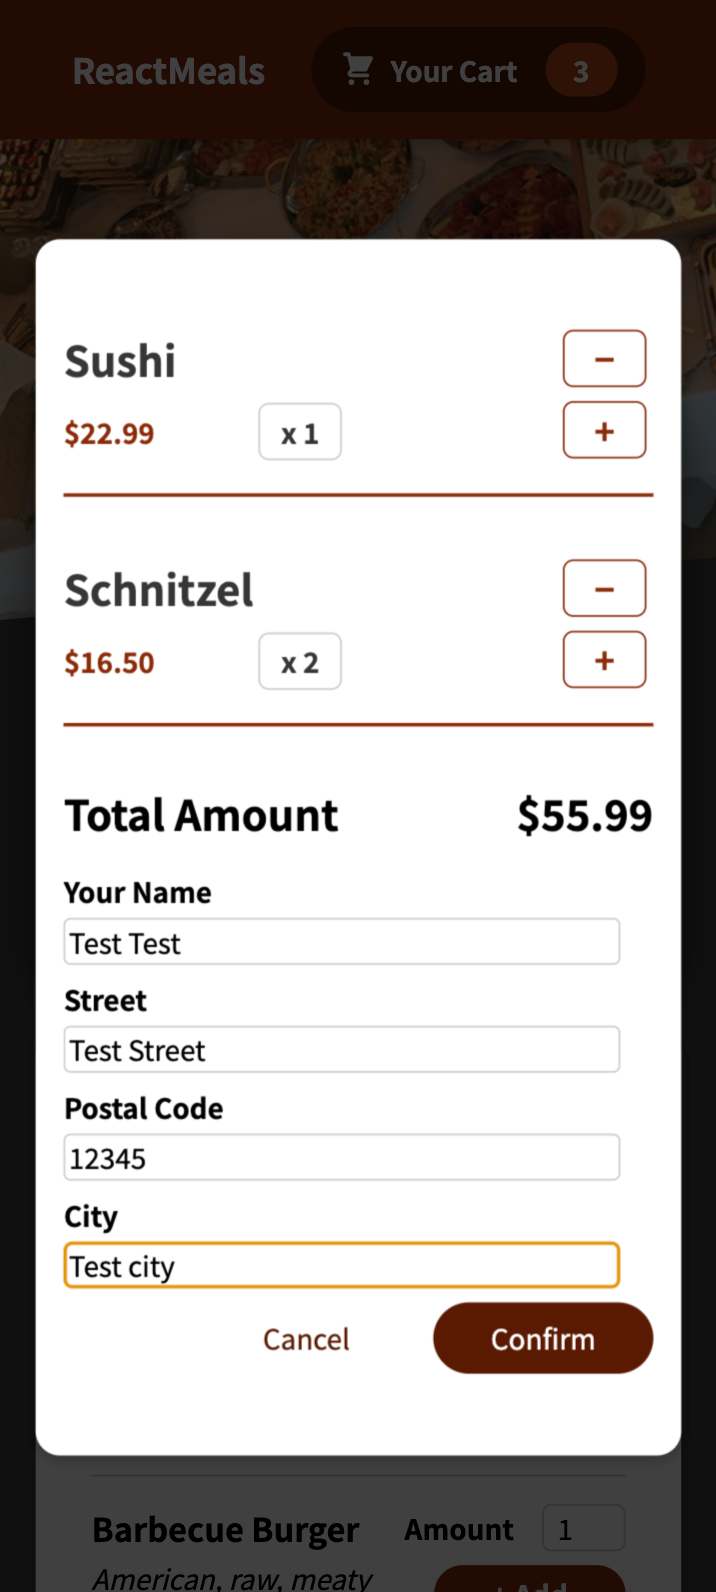 ReactMeals Your Cart 3
Sushi −
$22.99 x 1 +
Schnitzel −
$16.50 x 2 +
Total Amount $55.99
Your Name
Test Test
Street
Test Street
Postal Code
12345
City
Test city
Cancel Confirm
Barbecue Burger Amount 1
American, raw, meaty + Add